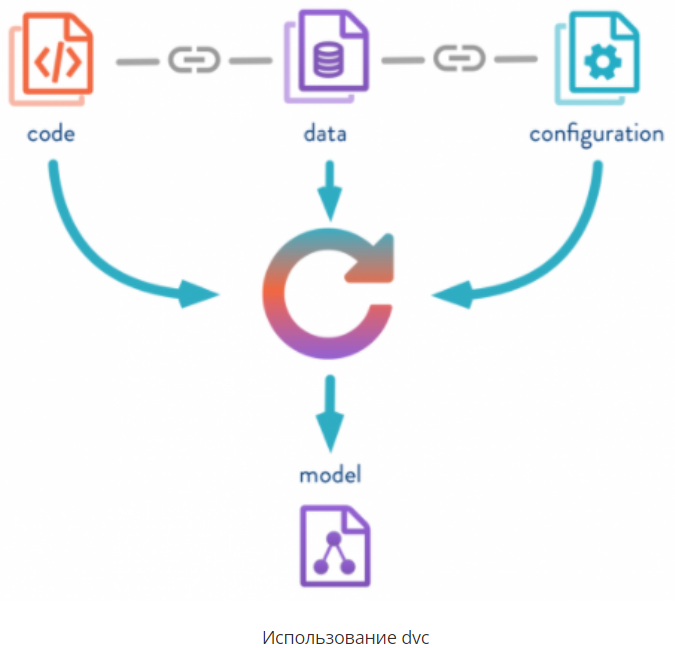 code
data
configuration
model
Использование dvc